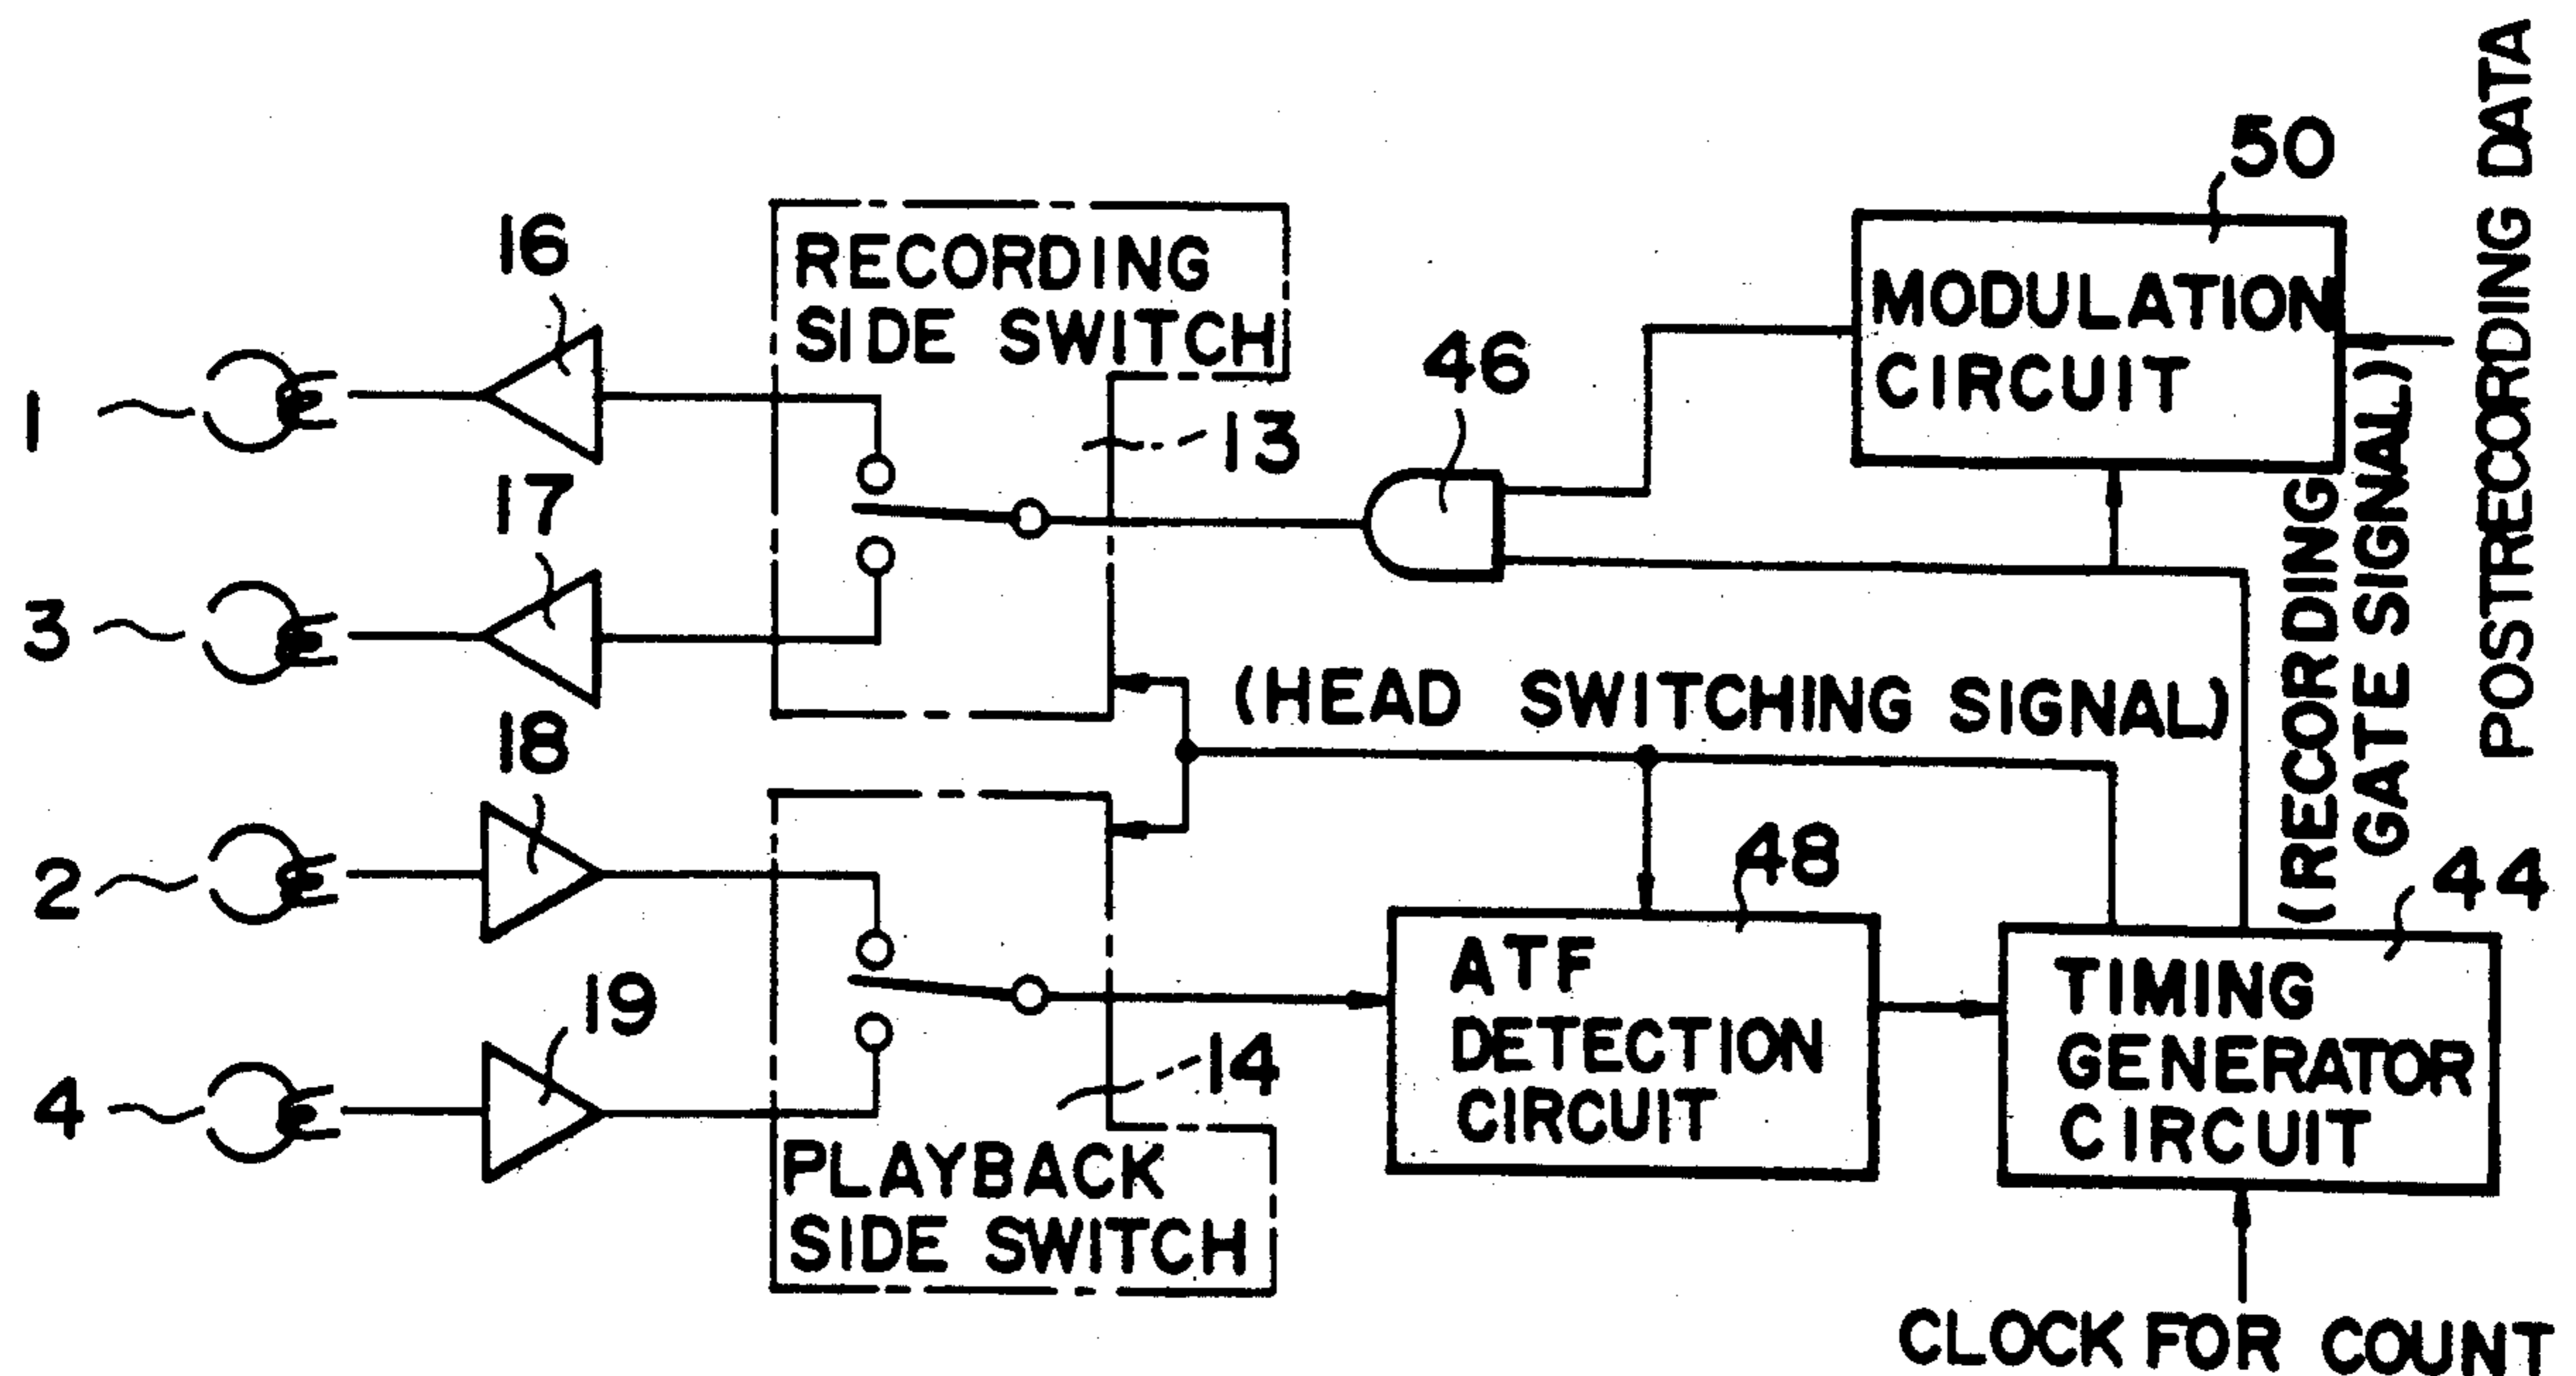 50
POSTRECORDING DATA
16
RECORDING
SIDE SWITCH
MODULATION
CIRCUIT
46
1
13
17
(RECORDING
GATE SIGNAL)
3
(HEAD SWITCHING SIGNAL)
18
48
44
2
ATF
DETECTION
CIRCUIT
TIMING
GENERATOR
CIRCUIT
19
14
4
PLAYBACK
SIDE SWITCH
CLOCK FOR COUNT